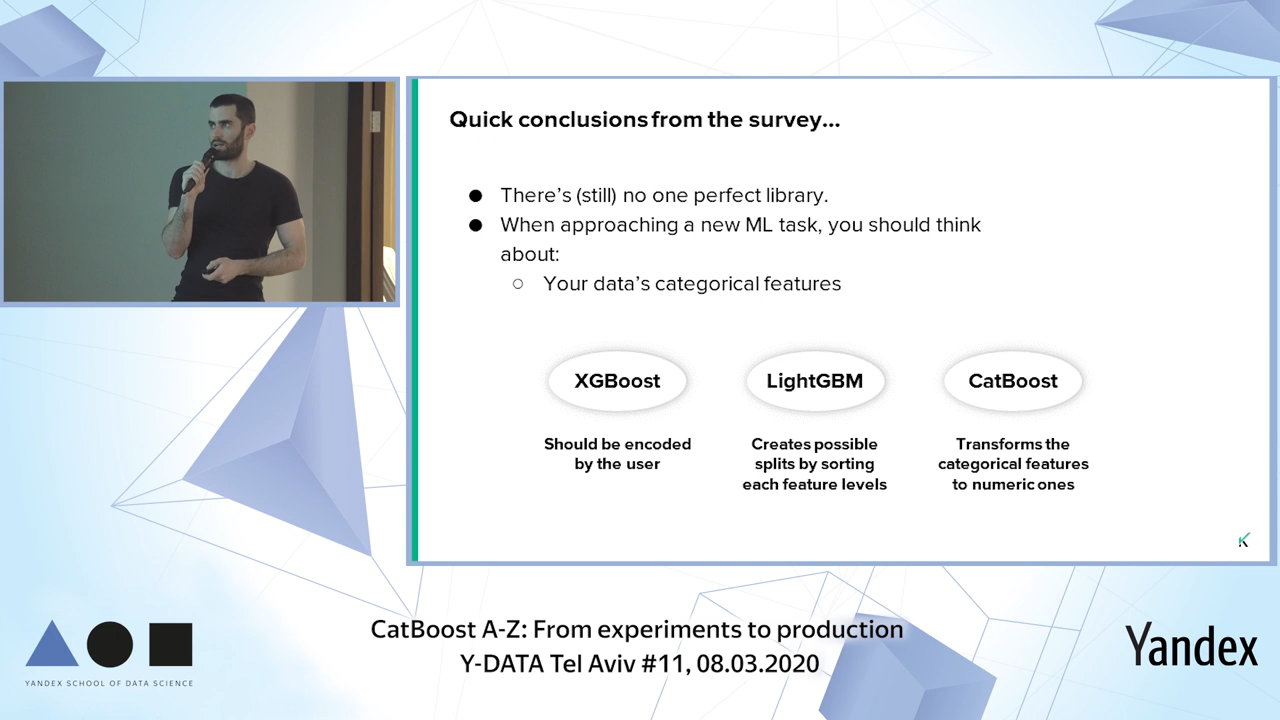 Quick conclusions from the survey...
● There's (still) no one perfect library.
● When approaching a new ML task, you should think
about:
○ Your data's categorical features
XGBoost
LightGBM
CatBoost
Should be encoded
by the user
Creates possible
splits by sorting
each feature levels
Transforms the
categorical features
to numeric ones
K
CatBoost A-Z: From experiments to production
Y-DATA Tel Aviv #11, 08.03.2020
YANDEX SCHOOL OF DATA SCIENCE
Yandex